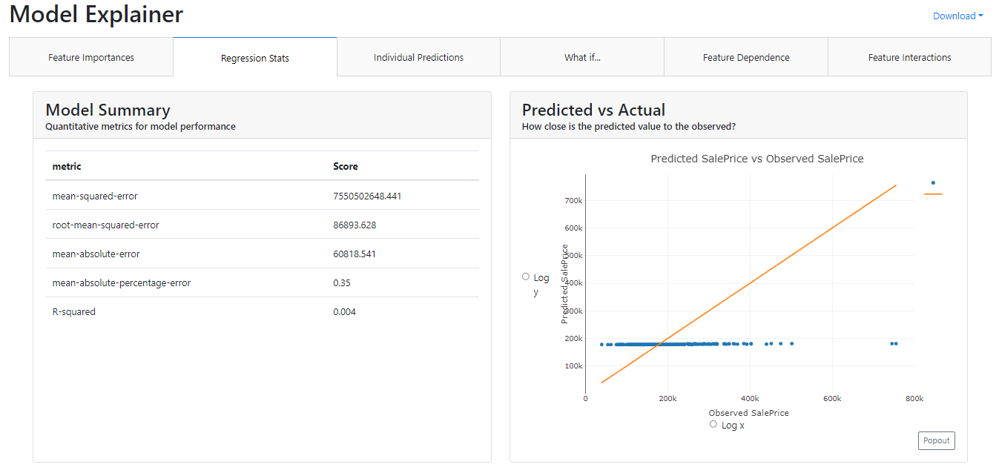 Model Explainer
Download
Feature Importances
Regression Stats
Individual Predictions
What if...
Feature Dependence
Feature Interactions
Model Summary
Quantitative metrics for model performance
metric Score
mean-squared-error 7550502648.441
root-mean-squared-error 86893.628
mean-absolute-error 60818.541
mean-absolute-percentage-error 0.35
R-squared 0.004
Predicted vs Actual
How close is the predicted value to the observed?
Predicted SalePrice vs Observed SalePrice
Log
y
Predicted SalePrice
700k
600k
500k
400k
300k
200k
100k
0 200k 400k 600k 800k
Observed SalePrice
Log x
Popout